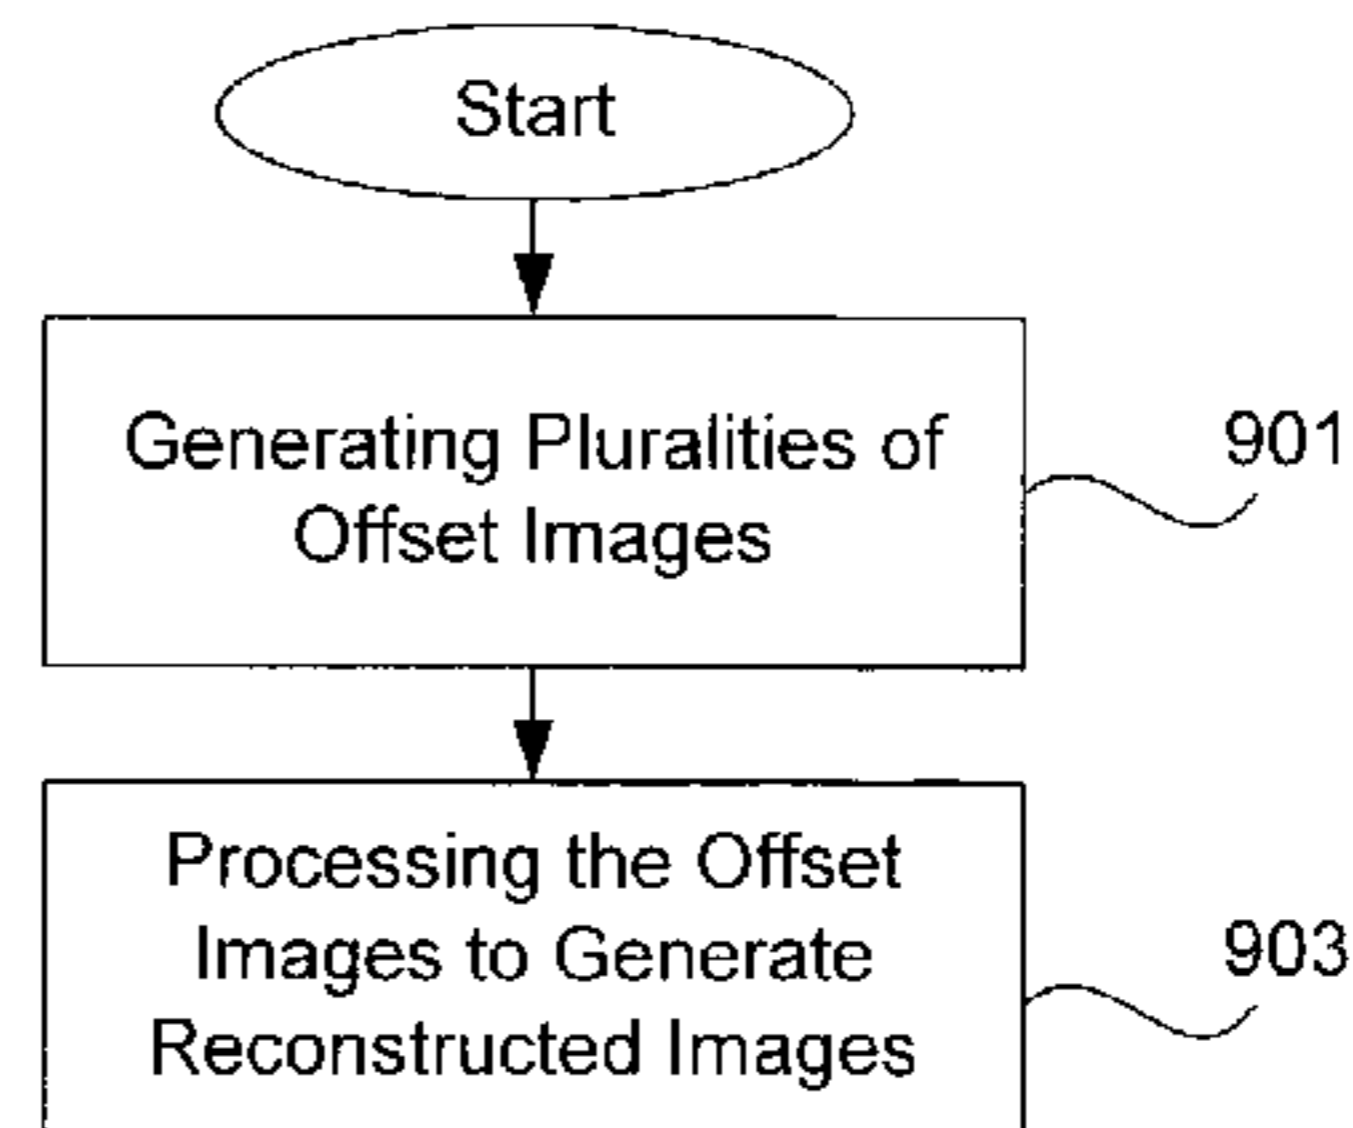 Start
Generating Pluralities of
Offset Images
901
Processing the Offset
Images to Generate
Reconstructed Images
903